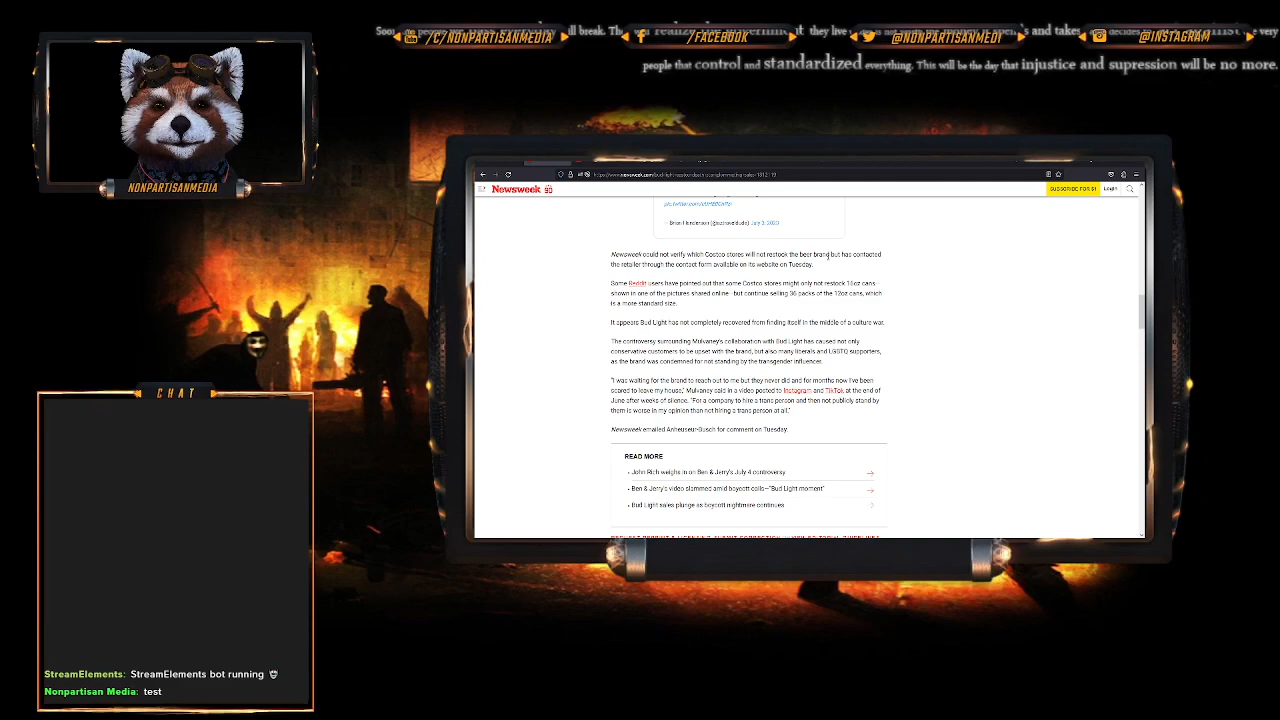 /C/NONPARTISANMEDIA
/FACEBOOK
@NONPARTISANMEDI
@INSTAGRAM
people that control and standardized everything. This will be the day that injustice and supression will be no more.
NONPARTISANMEDIA
Newsweek
SUBSCRIBE FOR $1
Login
— Brian Henderson July 3, 2023
Newsweek could not verify which Costco stores will not restock the beer brand but has contacted
the retailer through the contact form available on its website on Tuesday.
Some Reddit users have pointed out that some Costco stores might only not restock 16oz cans—
shown in one of the pictures shared online—but continue selling 36 packs of the 12oz cans, which
is a more standard size.
It appears Bud Light has not completely recovered from finding itself in the middle of a culture war.
The controversy surrounding Mulvaney's collaboration with Bud Light has caused not only
conservative customers to be upset with the brand, but also many liberals and LGBTQ supporters,
as the brand was condemned for not standing by the transgender influencer.
"I was waiting for the brand to reach out to me but they never did and for months now I've been
scared to leave my house," Mulvaney said in a video posted to Instagram and TikTok at the end of
June after weeks of silence. "For a company to hire a trans person and then not publicly stand by
them is worse in my opinion than not hiring a trans person at all."
Newsweek emailed Anheuser-Busch for comment on Tuesday.
READ MORE
• John Rich weighs in on Ben & Jerry's July 4 controversy
• Ben & Jerry's video slammed amid boycott calls—"Bud Light moment"
• Bud Light sales plunge as boycott nightmare continues
CHAT
StreamElements: StreamElements bot running
Nonpartisan Media: test